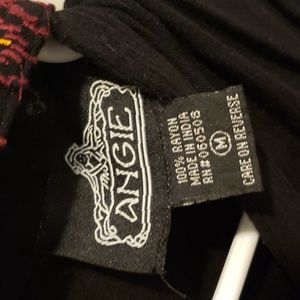 ANGIE
100% RAYON
MADE IN INDIA
RN#060508
M
CARE ON REVERSE